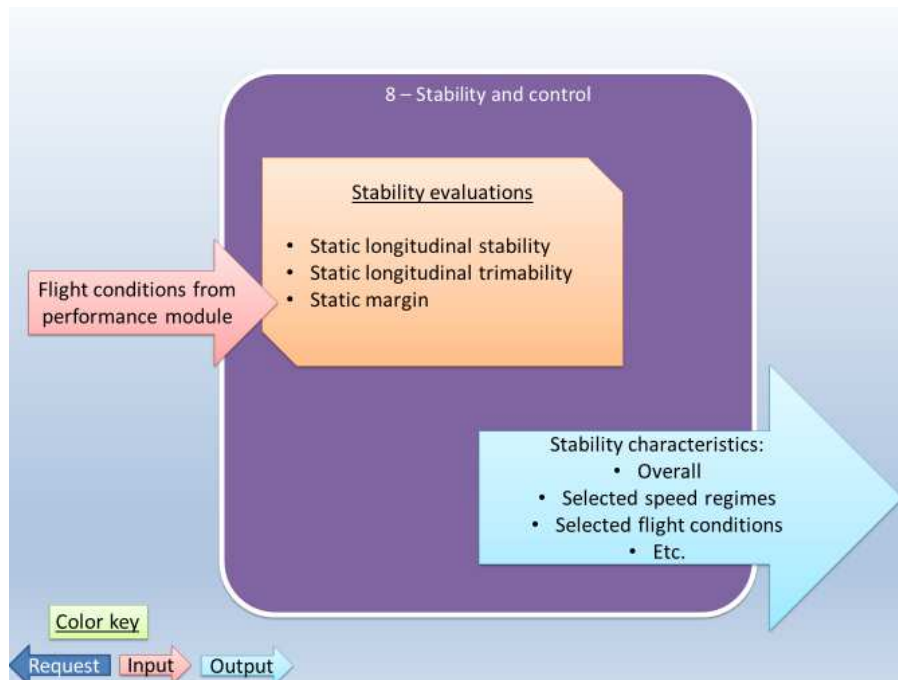 8 – Stability and control
Stability evaluations
• Static longitudinal stability
• Static longitudinal trimability
• Static margin
Flight conditions from
performance module
Stability characteristics:
• Overall
• Selected speed regimes
• Selected flight conditions
• Etc.
Color key
Request
Input
Output